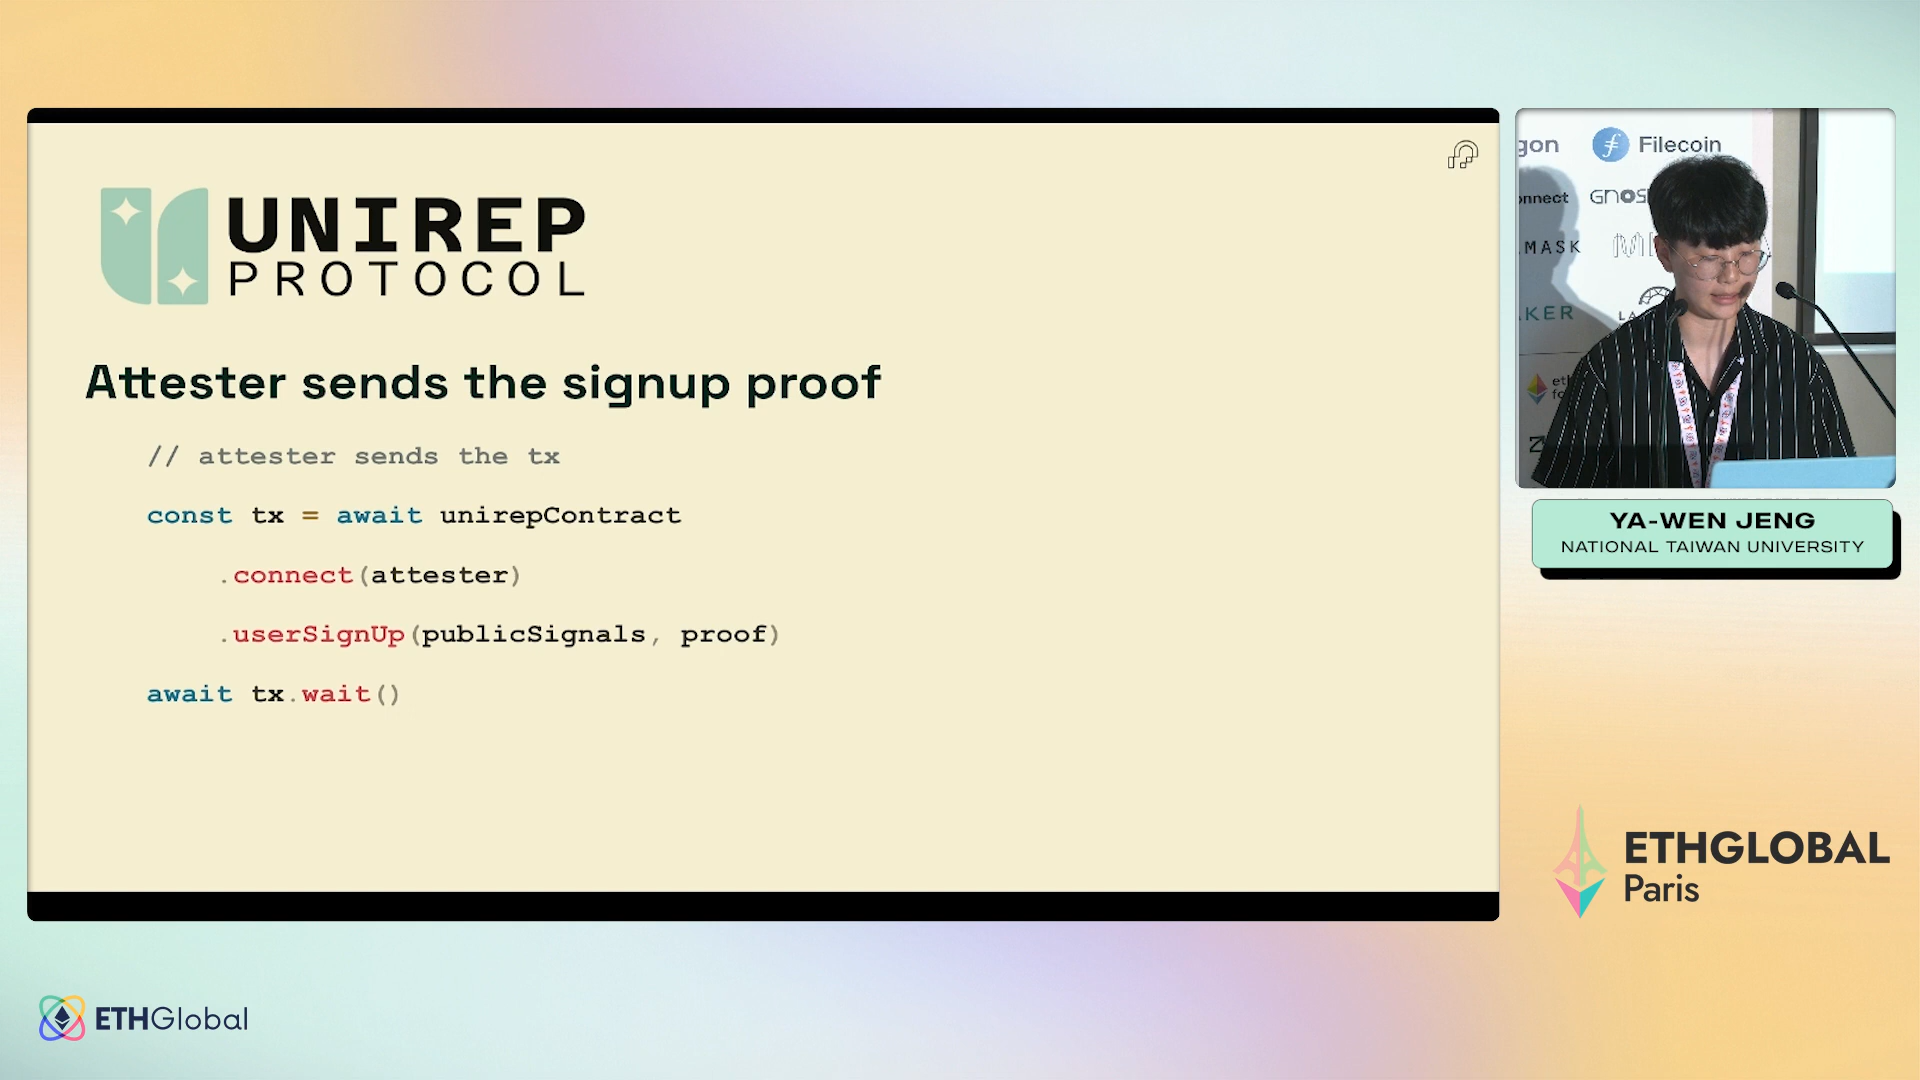 UNIREP
PROTOCOL
Attester sends the signup proof
// attester sends the tx
const tx = await unirepContract
.connect(attester)
.userSignUp(publicSignals, proof)
await tx.wait()
Filecoin
YA-WEN JENG
NATIONAL TAIWAN UNIVERSITY
ETHGLOBAL
Paris
ETHGlobal